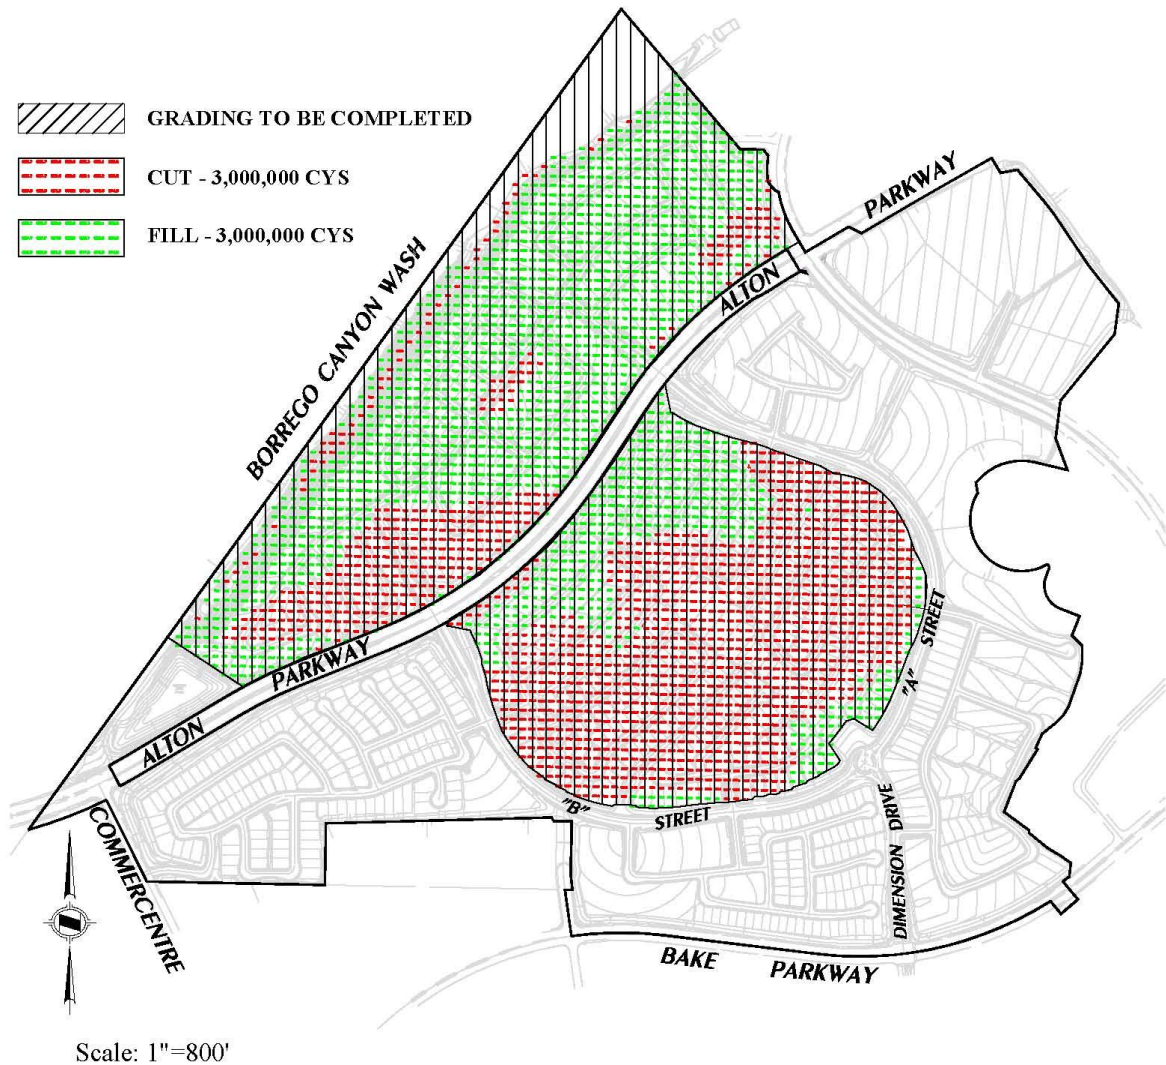 GRADING TO BE COMPLETED
CUT - 3,000,000 CYS
FILL - 3,000,000 CYS
BORREGO CANYON WASH
PARKWAY
ALTON
PARKWAY
ALTON
STREET
"A"
"B"
STREET
DIMENSION DRIVE
COMMERCENTRE
BAKE PARKWAY
Scale: 1"=800'